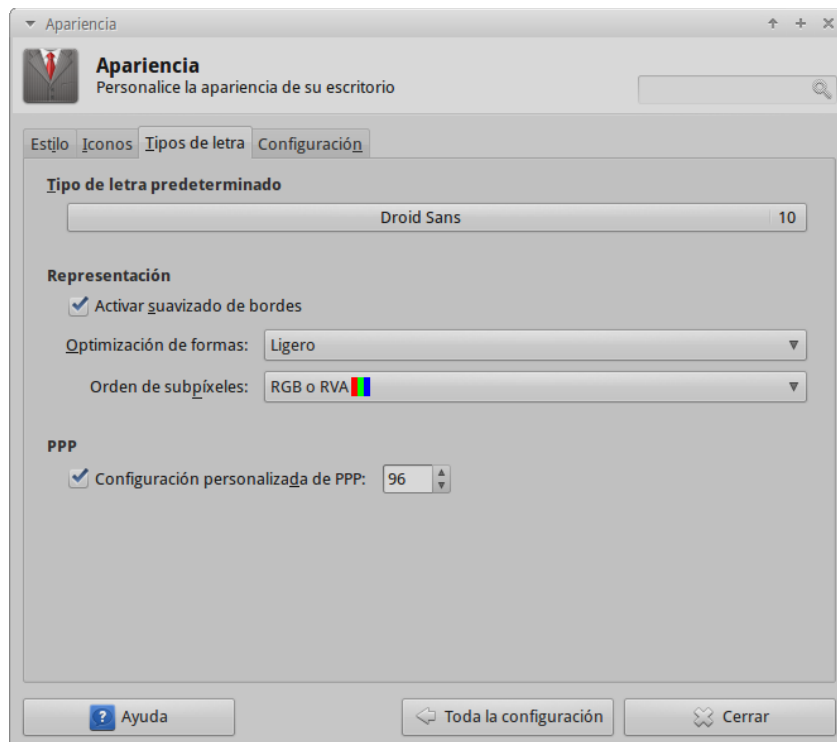 Apariencia
Apariencia
Personalice la apariencia de su escritorio
Estilo Iconos Tipos de letra Configuración
Tipo de letra predeterminado
Droid Sans 10
Representación
Activar suavizado de bordes
Optimización de formas: Ligero
Orden de subpíxeles: RGB o RVA
PPP
Configuración personalizada de PPP: 96
Ayuda Toda la configuración Cerrar